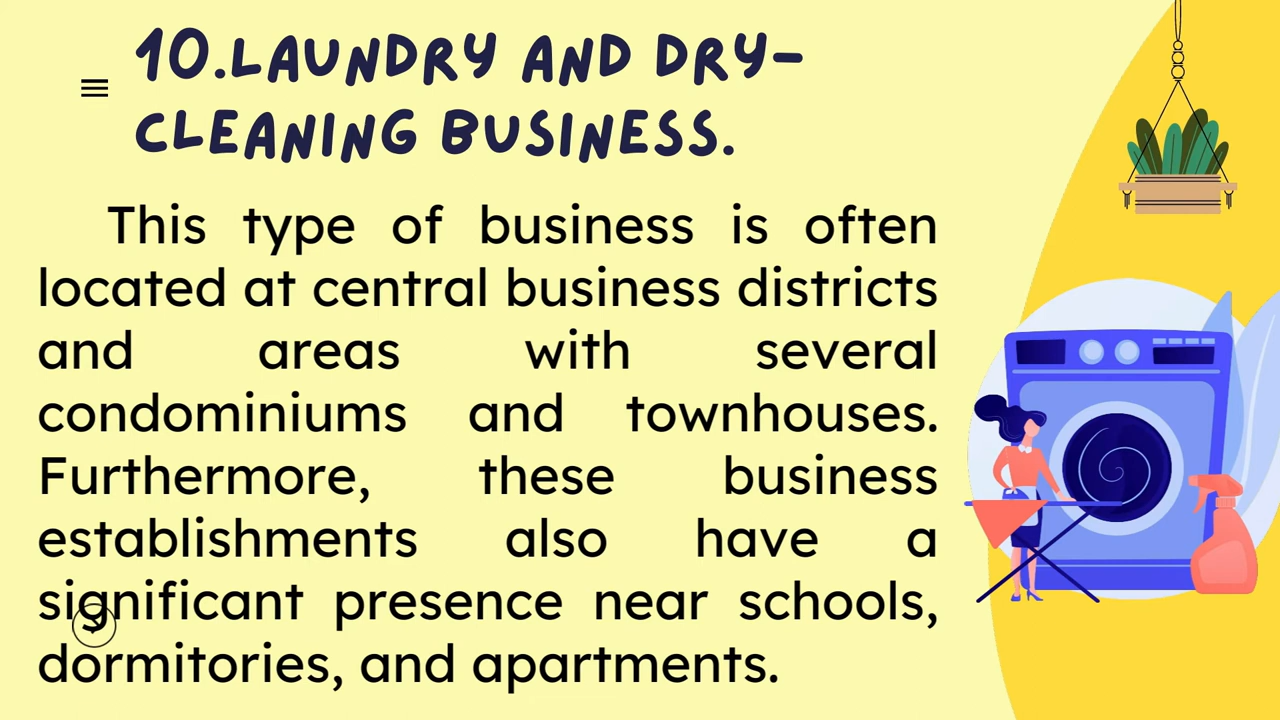 10.LAUNDRY AND DRY-
CLEANING BUSINESS.
This type of business is often
located at central business districts
and areas with several
condominiums and townhouses.
Furthermore, these business
establishments also have a
significant presence near schools,
dormitories, and apartments.